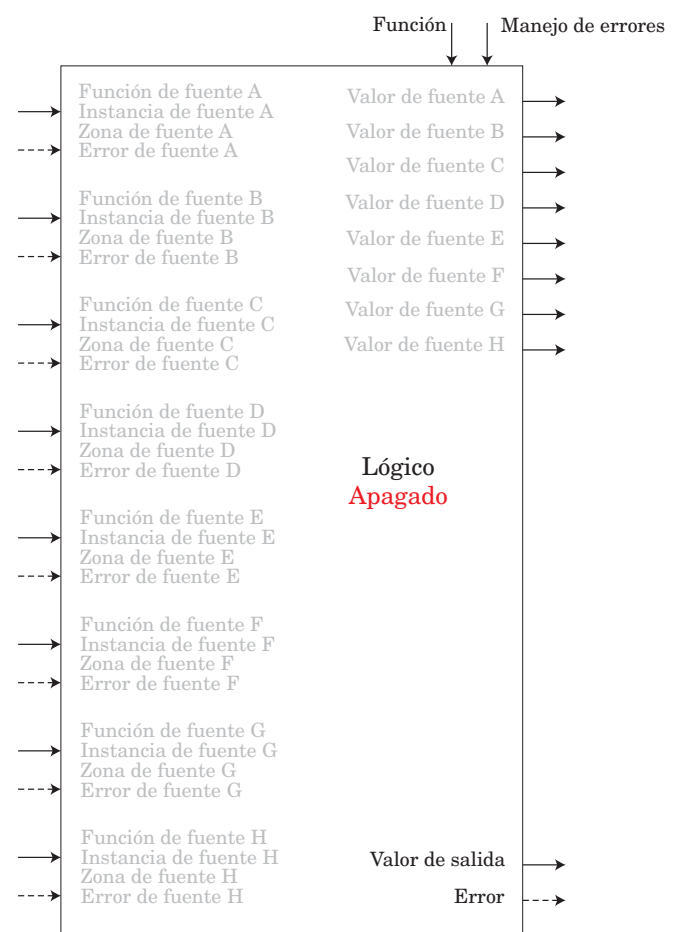 Función
Manejo de errores
Función de fuente A
Instancia de fuente A
Zona de fuente A
Error de fuente A
Función de fuente B
Instancia de fuente B
Zona de fuente B
Error de fuente B
Función de fuente C
Instancia de fuente C
Zona de fuente C
Error de fuente C
Función de fuente D
Instancia de fuente D
Zona de fuente D
Error de fuente D
Función de fuente E
Instancia de fuente E
Zona de fuente E
Error de fuente E
Función de fuente F
Instancia de fuente F
Zona de fuente F
Error de fuente F
Función de fuente G
Instancia de fuente G
Zona de fuente G
Error de fuente G
Función de fuente H
Instancia de fuente H
Zona de fuente H
Error de fuente H
Valor de fuente A
Valor de fuente B
Valor de fuente C
Valor de fuente D
Valor de fuente E
Valor de fuente F
Valor de fuente G
Valor de fuente H
Lógico
Apagado
Valor de salida
Error